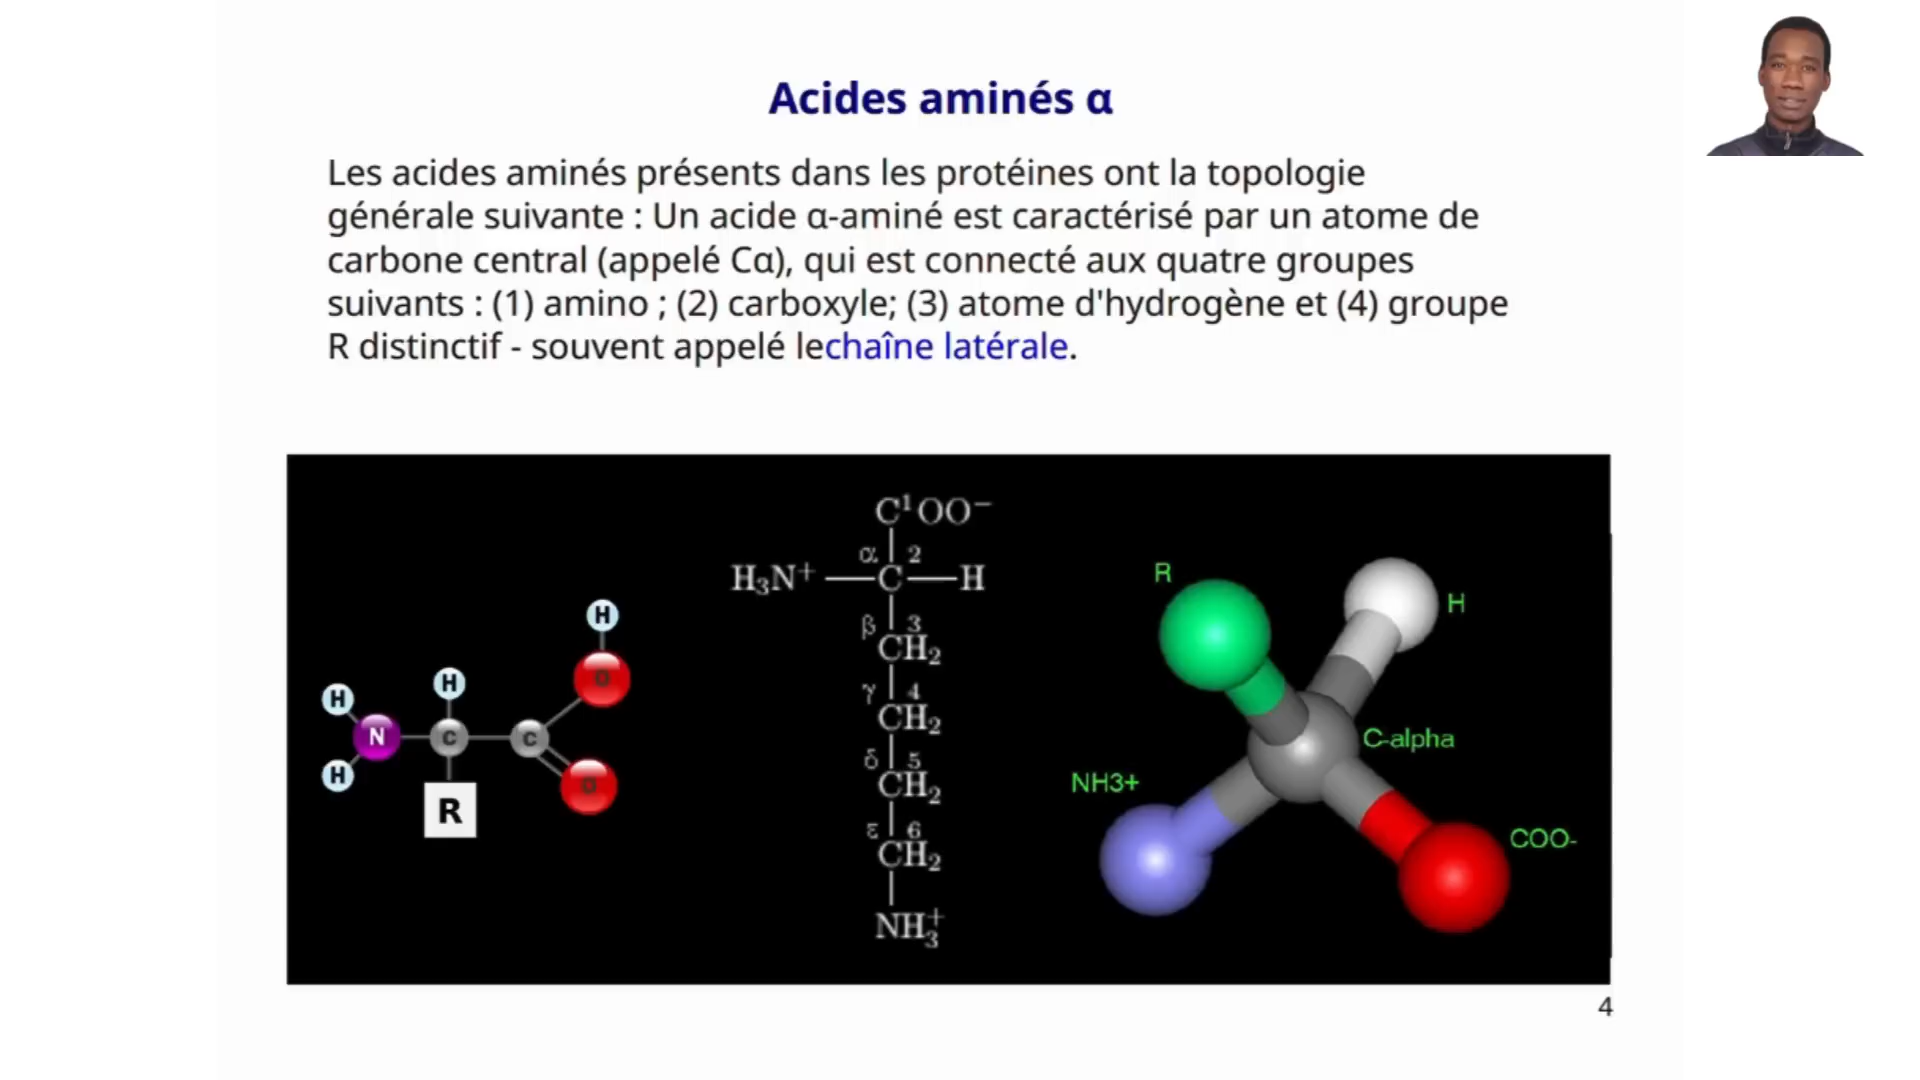 Acides aminés α
Les acides aminés présents dans les protéines ont la topologie
générale suivante : Un acide α-aminé est caractérisé par un atome de
carbone central (appelé Cα), qui est connecté aux quatre groupes
suivants : (1) amino ; (2) carboxyle; (3) atome d'hydrogène et (4) groupe
R distinctif - souvent appelé lechaîne latérale.
H
O
H
H
N
C
C
H
O
R
C¹OO⁻
α 2
H₃N⁺ — C — H
β 3
CH₂
γ 4
CH₂
δ 5
CH₂
ε 6
CH₂
NH₃⁺
R
H
C-alpha
NH3+
COO-
4